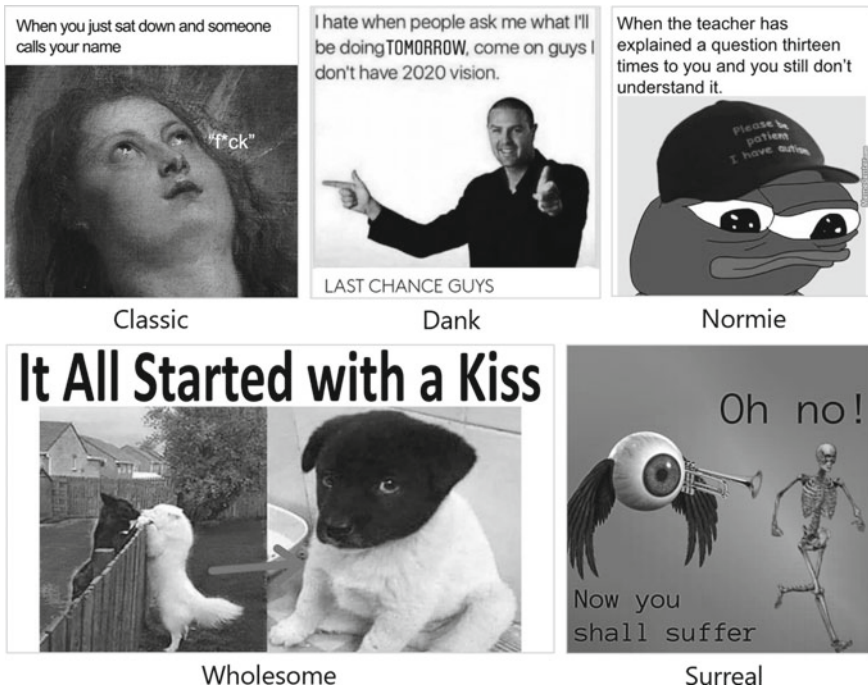 When you just sat down and someone
calls your name
"f*ck"
Classic
I hate when people ask me what I'll
be doing TOMORROW, come on guys I
don't have 2020 vision.
LAST CHANCE GUYS
Dank
When the teacher has
explained a question thirteen
times to you and you still don't
understand it.
Please be
patient
I have autism
Normie
It All Started with a Kiss
Wholesome
Oh no!
Now you
shall suffer
Surreal